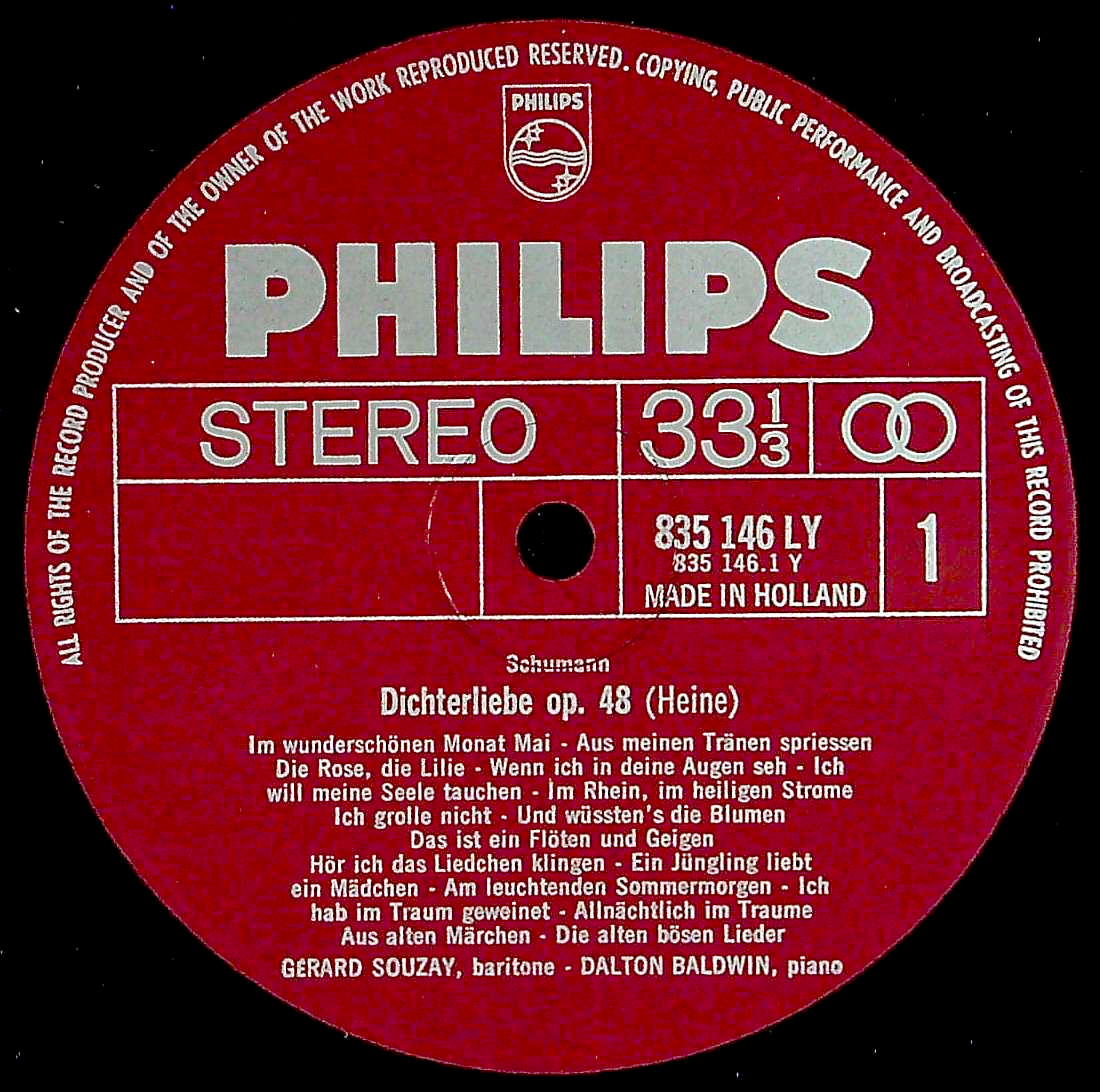 ALL RIGHTS OF THE RECORD PRODUCER AND OF THE OWNER OF THE WORK REPRODUCED RESERVED. COPYING, PUBLIC PERFORMANCE AND BROADCASTING OF THIS RECORD PROHIBITED
PHILIPS
PHILIPS
STEREO 33 1/3
835 146 LY 1
835 146.1 Y
MADE IN HOLLAND
Schumann
Dichterliebe op. 48 (Heine)
Im wunderschönen Monat Mai - Aus meinen Tränen spriessen
Die Rose, die Lilie - Wenn ich in deine Augen seh - Ich
will meine Seele tauchen - Im Rhein, im heiligen Strome
Ich grolle nicht - Und wüssten's die Blumen
Das ist ein Flöten und Geigen
Hör ich das Liedchen klingen - Ein Jüngling liebt
ein Mädchen - Am leuchtenden Sommermorgen - Ich
hab im Traum geweinet - Allnächtlich im Traume
Aus alten Märchen - Die alten bösen Lieder
GERARD SOUZAY, baritone - DALTON BALDWIN, piano